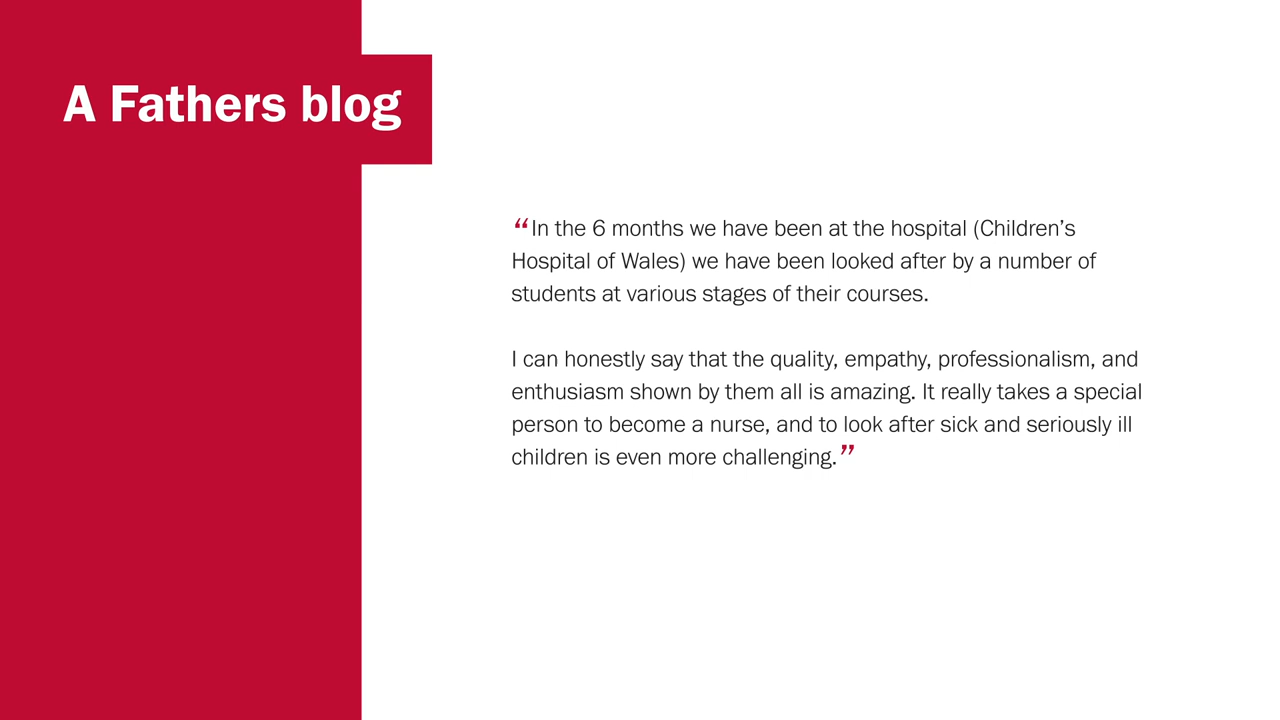 A Fathers blog
“In the 6 months we have been at the hospital (Children’s
Hospital of Wales) we have been looked after by a number of
students at various stages of their courses.
I can honestly say that the quality, empathy, professionalism, and
enthusiasm shown by them all is amazing. It really takes a special
person to become a nurse, and to look after sick and seriously ill
children is even more challenging.”